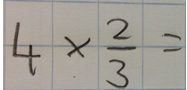 4 × 2/3 =